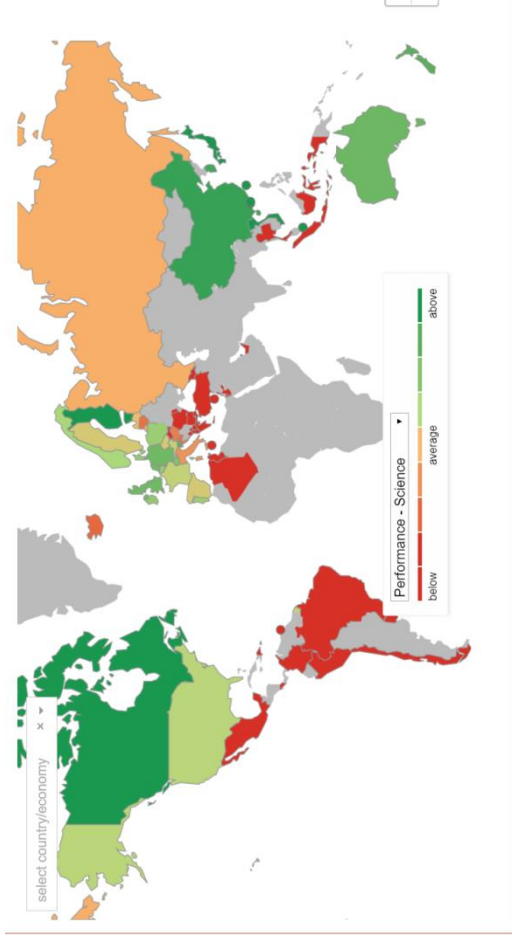 select country/economy × ▼
Performance - Science ▼
below average above